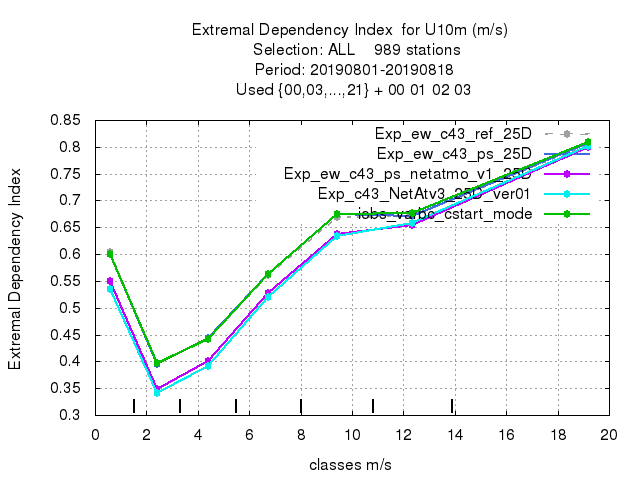 Extremal Dependency Index  for U10m (m/s)
Selection: ALL    989 stations
Period: 20190801-20190818
Used {00,03,...,21} + 00 01 02 03
Extremal Dependency Index
0.85
0.8
0.75
0.7
0.65
0.6
0.55
0.5
0.45
0.4
0.35
0.3
Exp_ew_c43_ref_25D
Exp_ew_c43_ps_25D
Exp_ew_c43_ps_netatmo_v1_25D
Exp_c43_NetAtv3_25D_ver01
iobs_varbc_cstart_mode
0 2 4 6 8 10 12 14 16 18 20
classes m/s